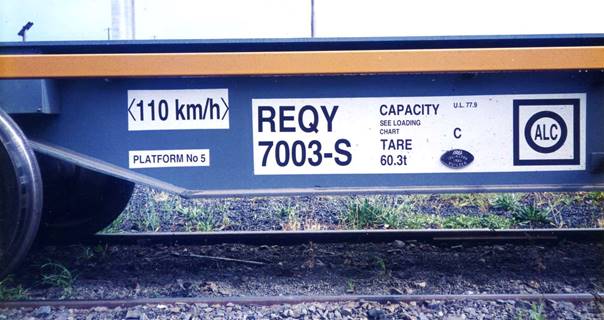 <110 km/h>
PLATFORM No 5
REQY
7003-S
CAPACITY U.L. 77.9
SEE LOADING
CHART C
TARE
60.3t
ALC